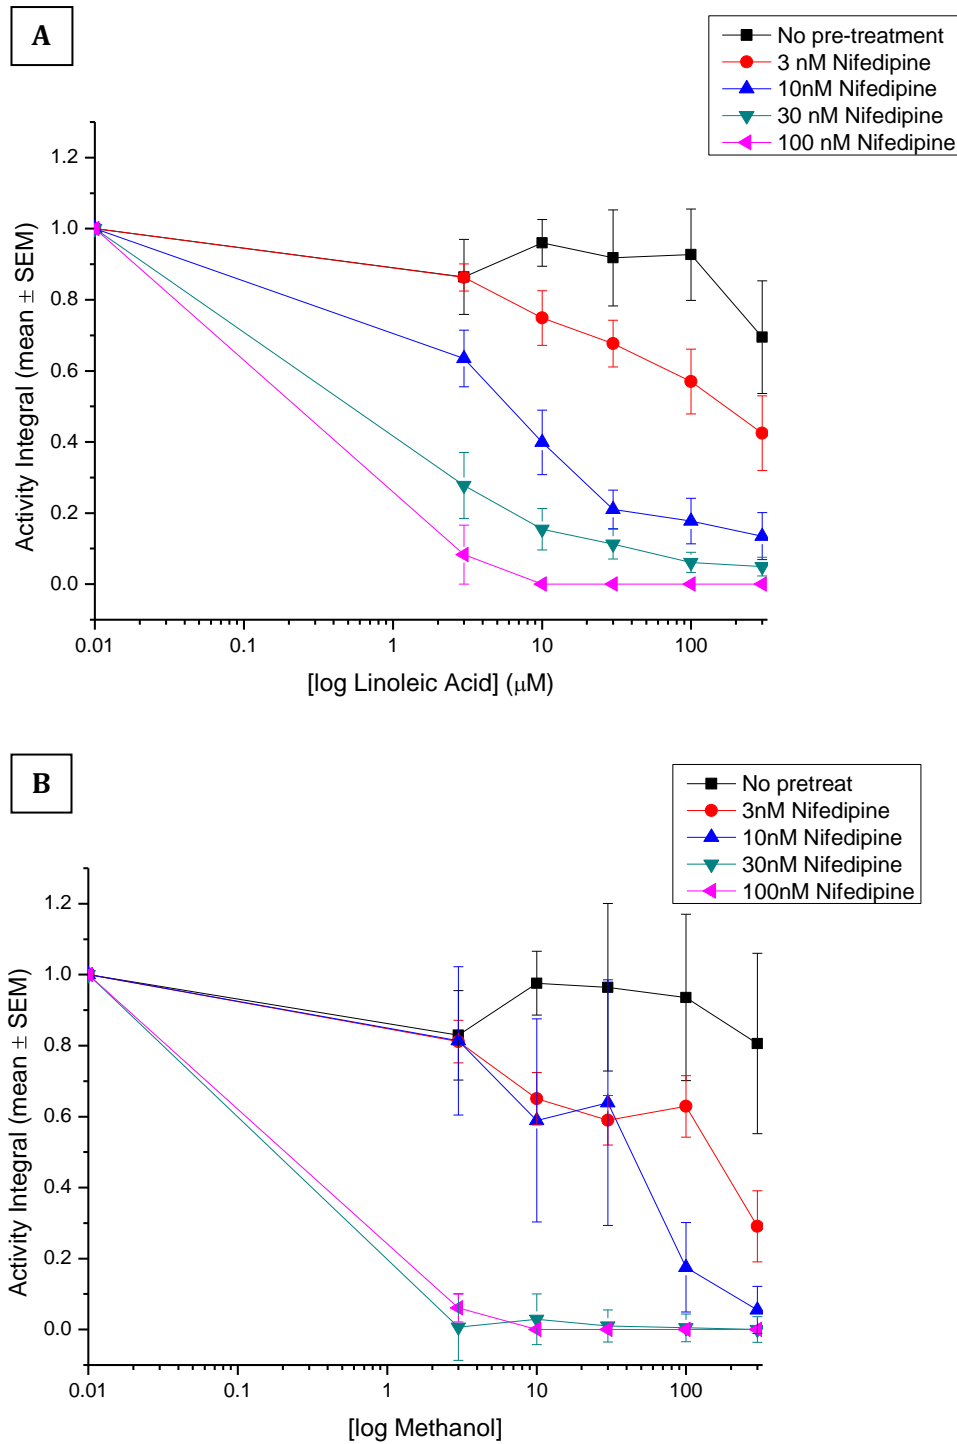 A
No pre-treatment
3 nM Nifedipine
10nM Nifedipine
30 nM Nifedipine
100 nM Nifedipine
Activity Integral (mean ± SEM)
1.2
1.0
0.8
0.6
0.4
0.2
0.0
0.01 0.1 1 10 100
[log Linoleic Acid] (μM)
B
No pretreat
3nM Nifedipine
10nM Nifedipine
30nM Nifedipine
100nM Nifedipine
Activity Integral (mean ± SEM)
1.2
1.0
0.8
0.6
0.4
0.2
0.0
0.01 0.1 1 10 100
[log Methanol]